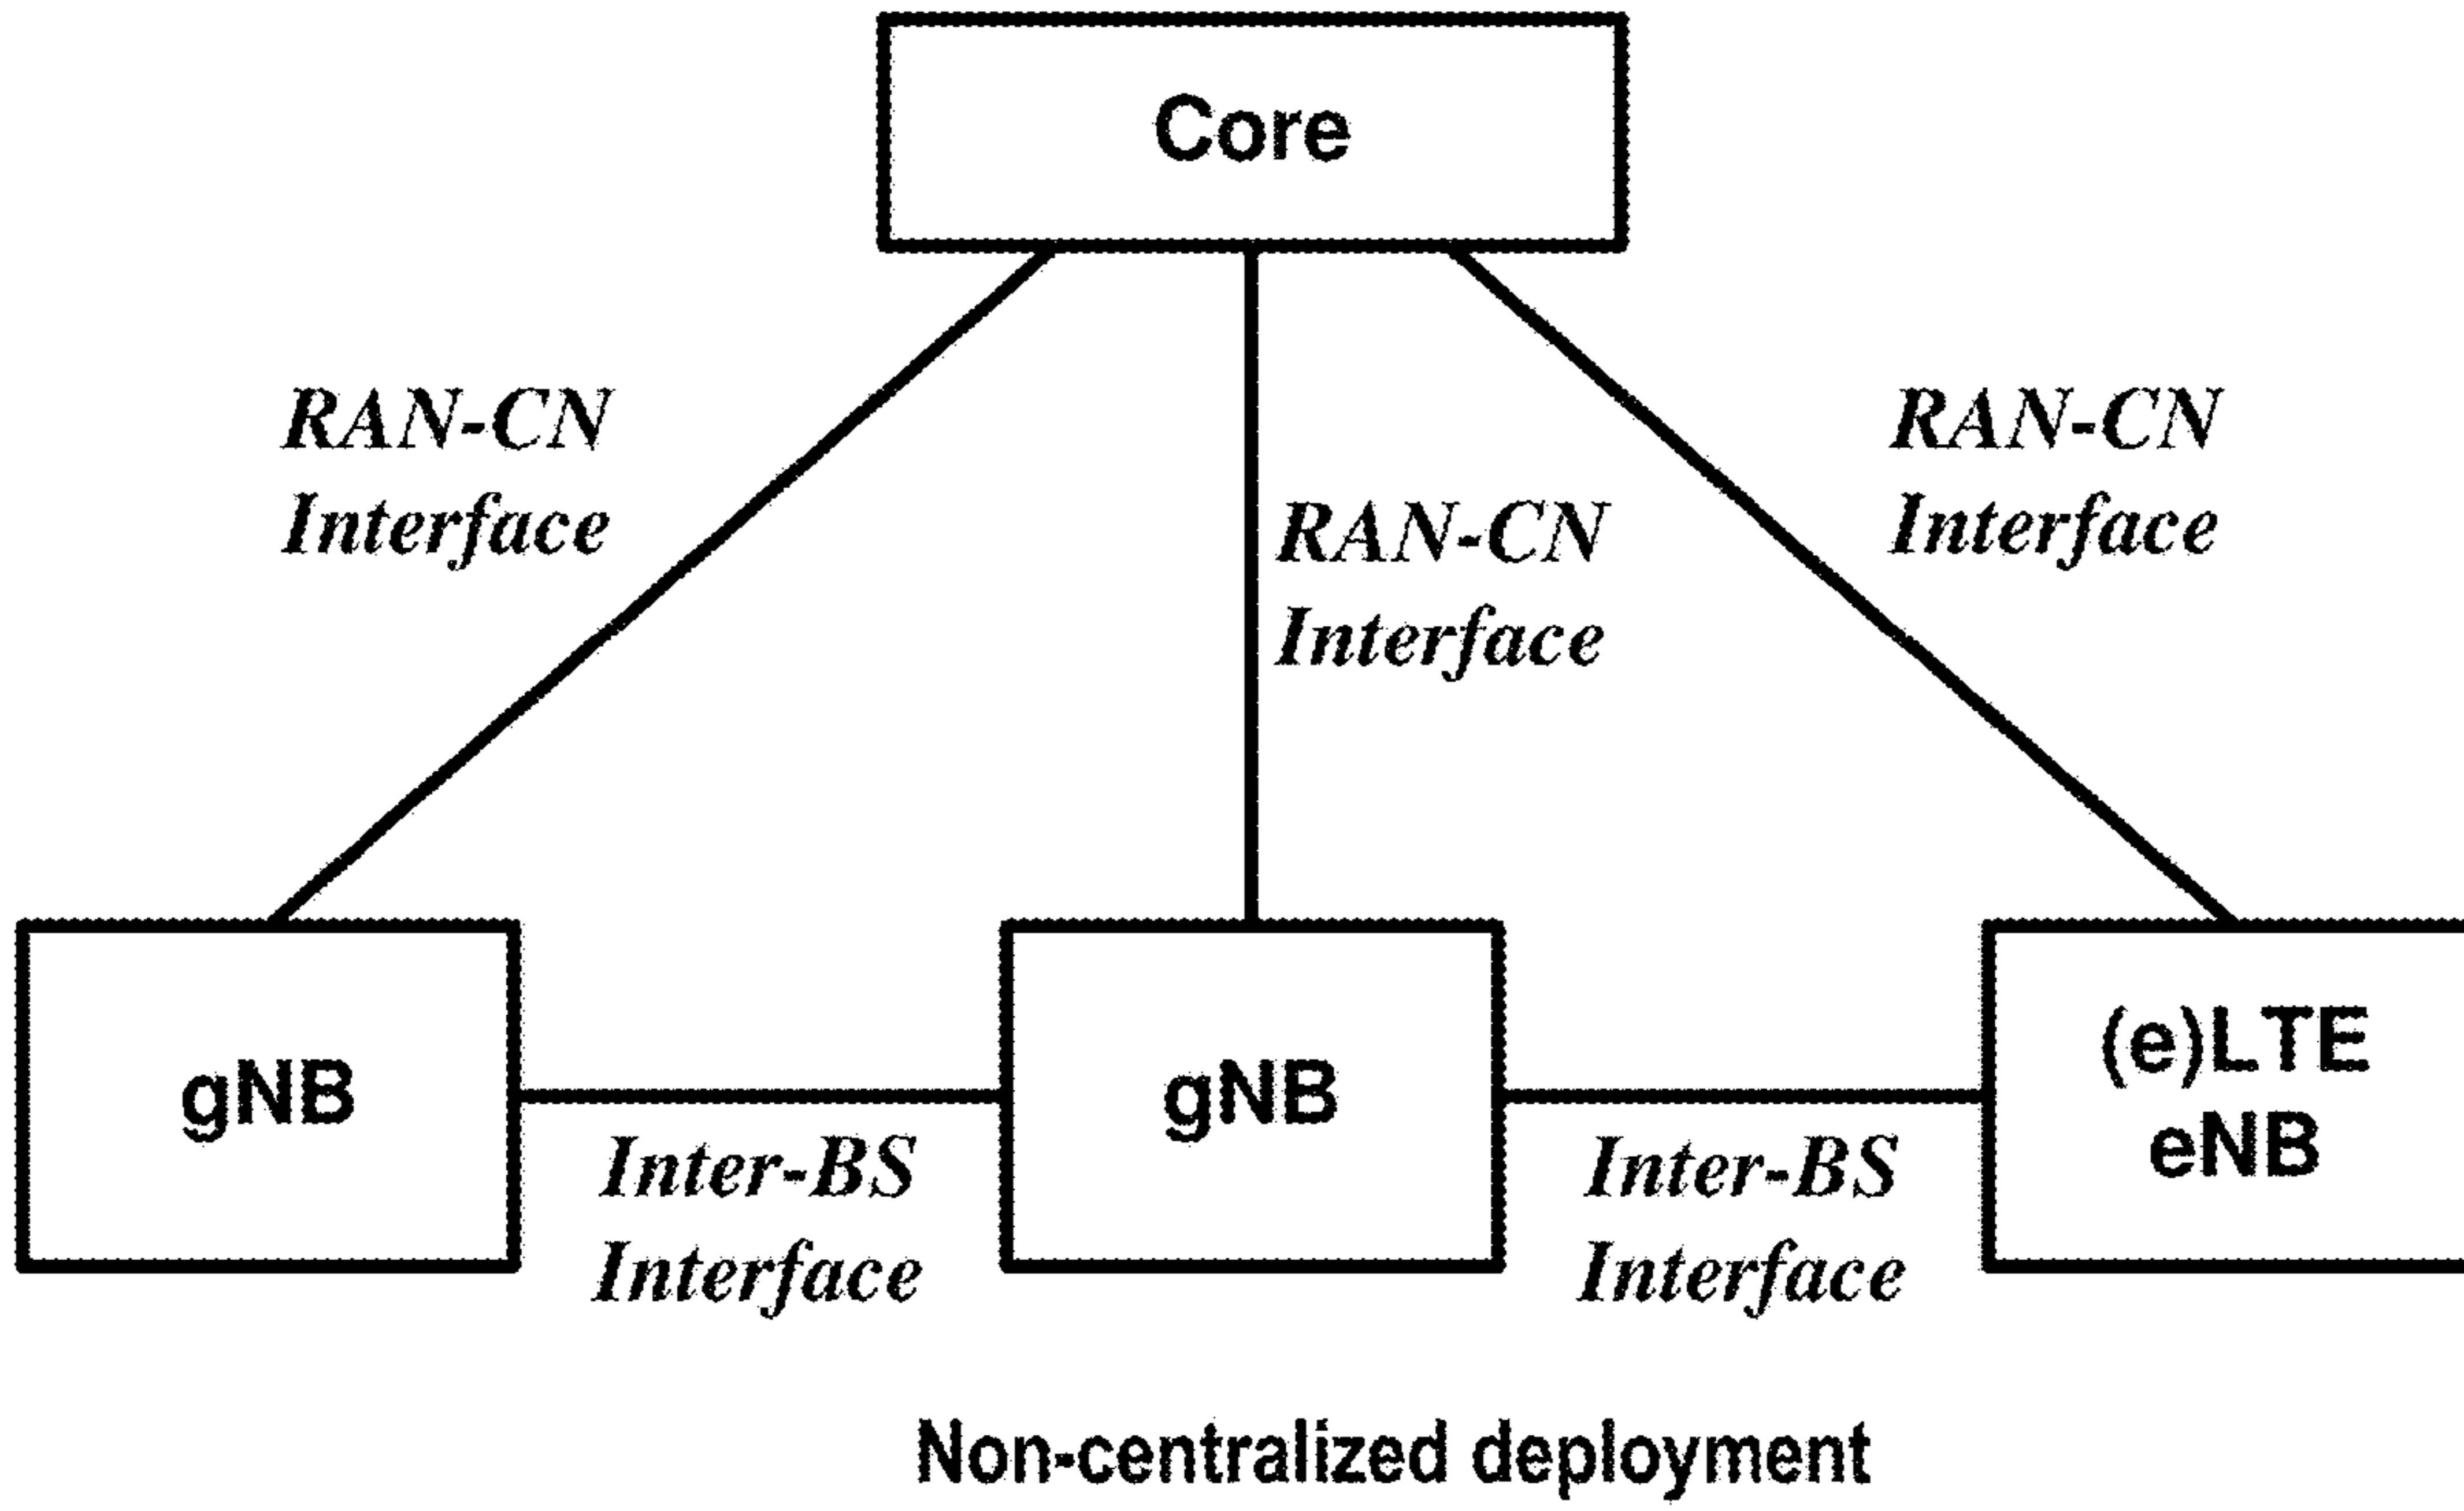 Core
RAN-CN
Interface
RAN-CN
Interface
RAN-CN
Interface
gNB
Inter-BS
Interface
gNB
Inter-BS
Interface
(e)LTE
eNB
Non-centralized deployment